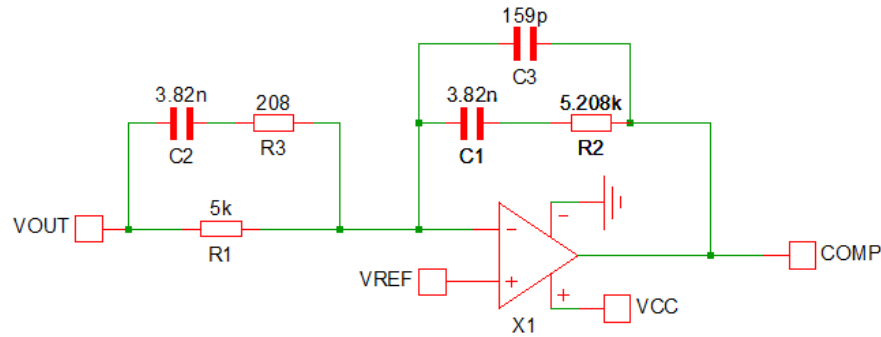 159p
C3
3.82n
208
3.82n
5.208k
C2
R3
C1
R2
5k
VOUT
R1
−
−
COMP
VREF
+
+
VCC
X1